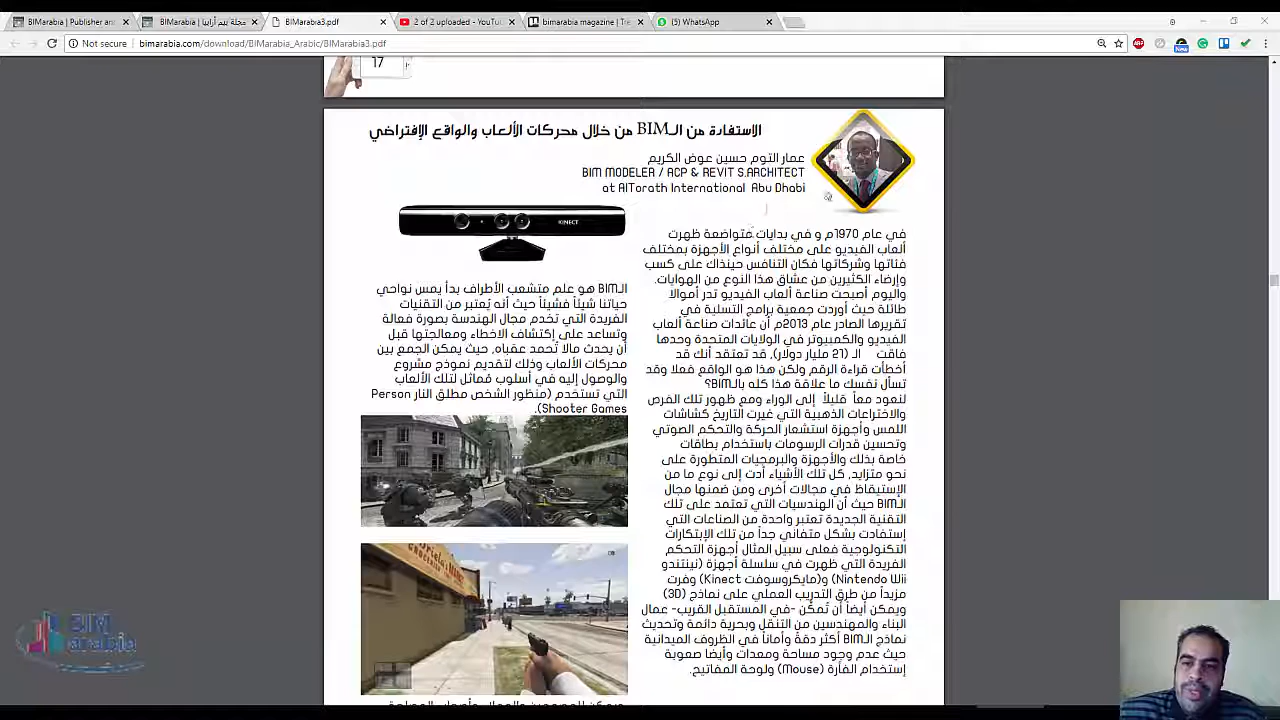 BIMarabia | Publisher an
مجلة بيم أرابيا | BIMarabia
BIMarabia3.pdf
2 of 2 uploaded - YouTu
bimarabia magazine | Tre
(5) WhatsApp
Not secure
bimarabia.com/download/BIMarabia_Arabic/BIMarabia3.pdf
17
الاستفادة من الـBIM من خلال محركات الألعاب والواقع الإفتراضي
عمار التوم حسين عوض الكريم
BIM MODELER / ACP & REVIT S.ARCHITECT
at AlTorath International Abu Dhabi
في عام 1970م و في بدايات متواضعة ظهرت
ألعاب الفيديو على مختلف أنواع الأجهزة بمختلف
فئاتها وشركاتها فكان التنافس حينذاك على كسب
وإرضاء الكثيرين من عشاق هذا النوع من الهوايات.
واليوم أصبحت صناعة ألعاب الفيديو تدر أموالا
طائلة حيث أوردت جمعية برامج التسلية في
تقريرها الصادر عام 2013م أن عائدات صناعة ألعاب
الفيديو والكمبيوتر في الولايات المتحدة وحدها
فاقت الـ (21 مليار دولار)، قد تعتقد أنك قد
أخطأت قراءة الرقم ولكن هذا هو الواقع فعلا وقد
تسأل نفسك ما علاقة هذا كله بالـBIM؟
لنعود معاً قليلاً إلى الوراء ومع ظهور تلك الفرص
والاختراعات الذهبية التي غيرت التاريخ كشاشات
اللمس وأجهزة استشعار الحركة والتحكم الصوتي
وتحسين قدرات الرسومات باستخدام بطاقات
خاصة بذلك والأجهزة والبرمجيات المتطورة على
نحو متزايد، كل تلك الأشياء أدت إلى نوع ما من
الإستيقاظ في مجالات أخرى ومن ضمنها مجال
الـBIM حيث أن الهندسيات التي تعتمد على تلك
التقنية الجديدة تعتبر واحدة من الصناعات التي
إستفادت بشكل متفاني جداً من تلك الإبتكارات
التكنولوجية فعلى سبيل المثال أجهزة التحكم
الفريدة التي ظهرت في سلسلة أجهزة (نينتندو
Nintendo Wii) و(مايكروسوفت Kinect) وفرت
مزيداً من طرق التدريب العملي على نماذج (3D)
ويمكن أيضاً أن تُمكّن -في المستقبل القريب- عمال
البناء والمهندسين من التنقل وبحرية دائمة وتحديث
نماذج الـBIM أكثر دقةً وأماناً في الظروف الميدانية
حيث عدم وجود مساحة ومعدات وأيضا صعوبة
إستخدام الفأرة (Mouse) ولوحة المفاتيح.
KINECT
الـBIM هو علم متشعب الأطراف بدأ يمس نواحي
حياتنا شيئاً فشيئاً حيث أنه يُعتبر من التقنيات
الفريدة التي تخدم مجال الهندسة بصورة فعالة
وتساعد على إكتشاف الاخطاء ومعالجتها قبل
أن يحدث مالا تُحمد عقباه، حيث يمكن الجمع بين
محركات الألعاب وذلك لتقديم نموذج مشروع
والوصول إليه في أسلوب مُماثل لتلك الألعاب
التي تستخدم (منظور الشخص مطلق النار Person
Shooter Games).
BIM
arabia